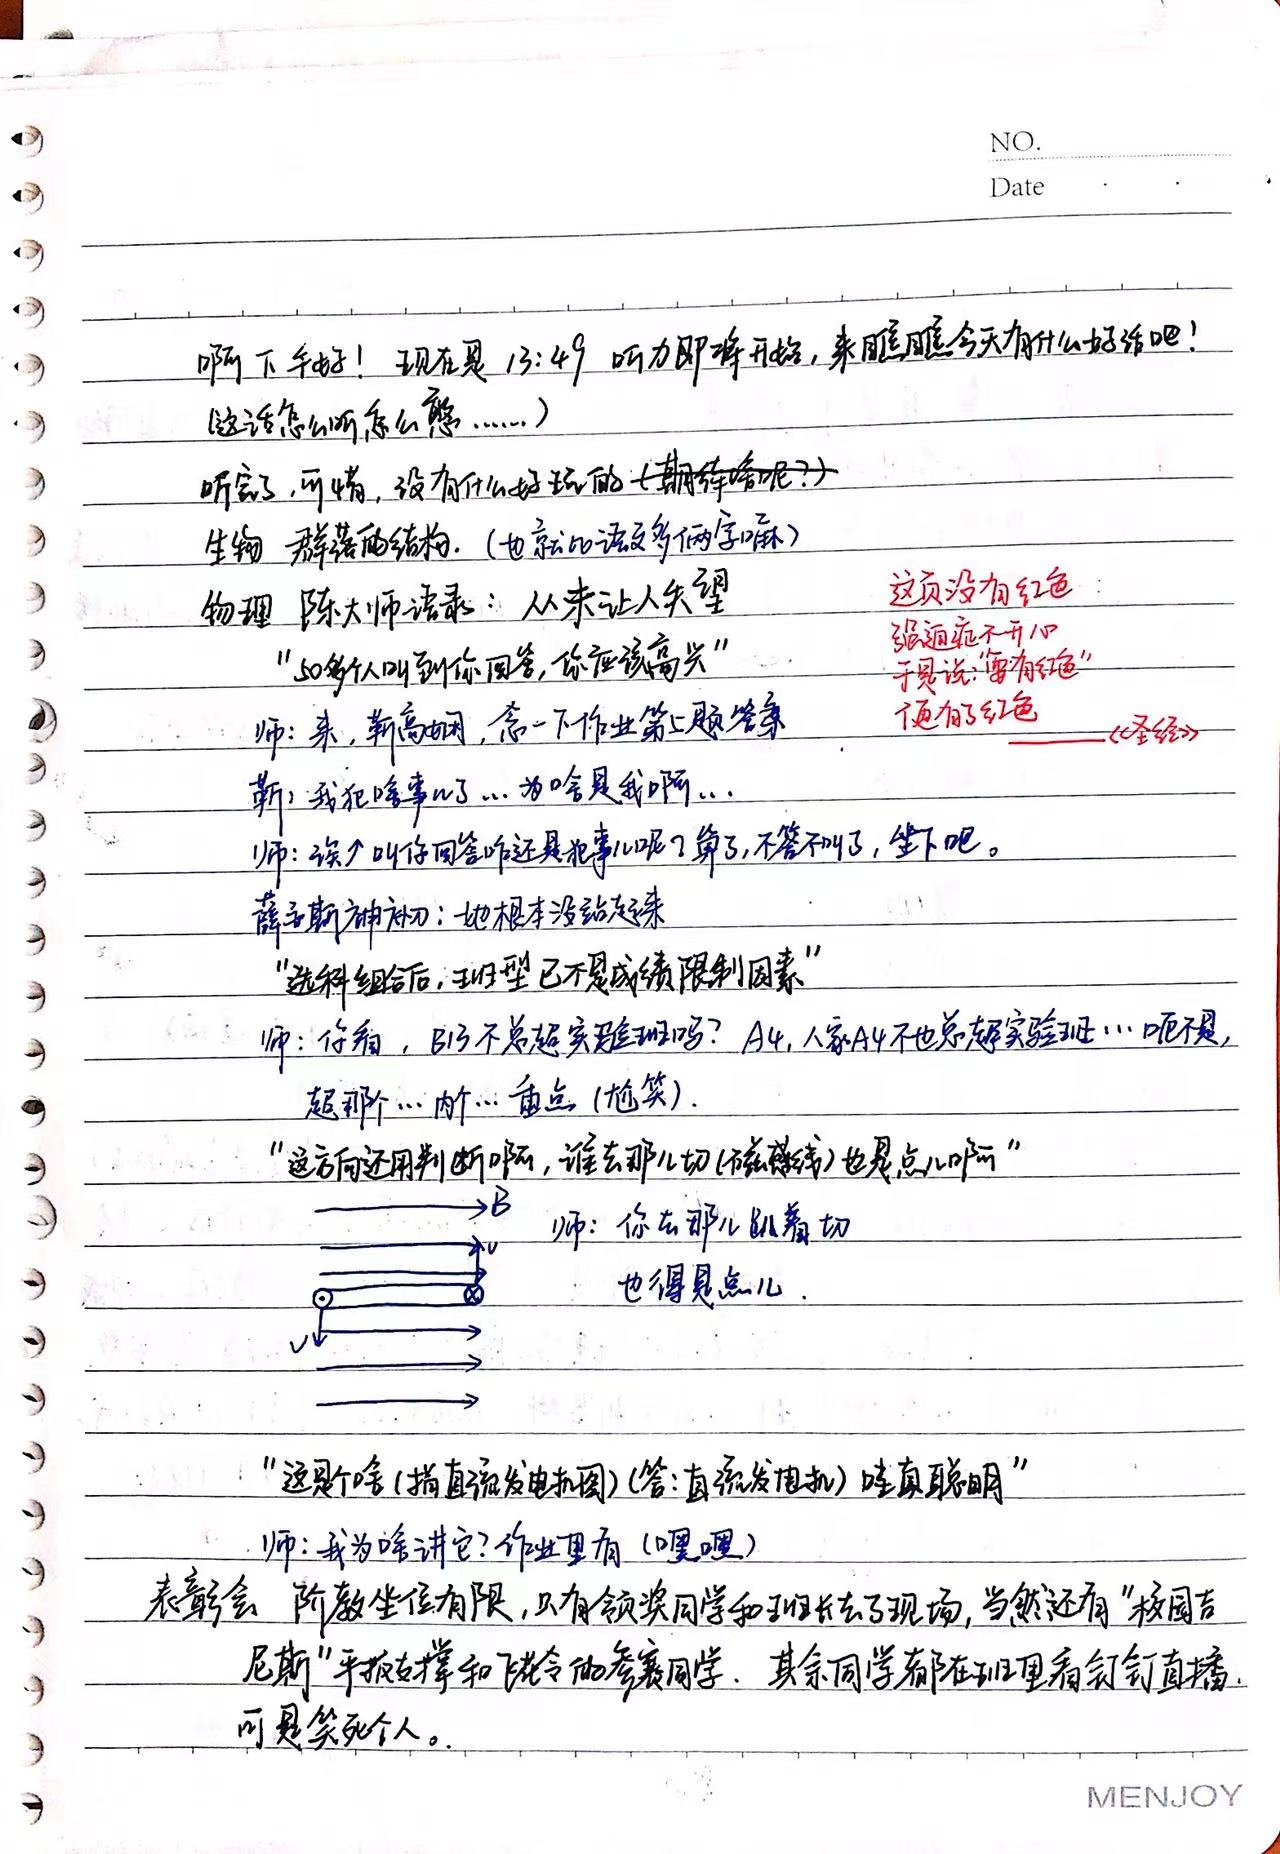 NO.
Date
啊下午好！现在是13:49 听力即将开始，来瞧瞧今天有什么好活吧！
（这话怎么听怎么憨……）
听完了，可惜，没有什么好玩的（期待啥呢？）
生物 群落的结构.（也就比语文多俩字嘛）
物理 陈大师语录：从未让人失望
"50多个人叫到你回答，你应该高兴"
师：来，靳高娴，念一下作业第二题答案
靳：我犯啥事儿了…为啥是我啊…
师：诶↗叫你回答咋还是犯事儿呢？算了，不答不叫了，坐下吧。
薛斯神补刀：她根本没站起来
"选科组合后，班型已不是成绩限制因素"
师：你看，B13不总超实验班吗？A4，人家A4不也总超实验班…呃不是，
超那个…内个…重点（尬笑）.
"这方向还用判断啊，谁去那儿切（磁感线）也是点儿啊"
B
v
v
师：你去那儿趴着切
也得是点儿.
"这是个啥（指直流发电机图）（答：直流发电机）哇真聪明"
师：我为啥讲它？作业里有（嘿嘿）
表彰会 阶教坐位有限，只有领奖同学和班长去了现场，当然还有"校园吉
尼斯"平板支撑和飞花令的参赛同学. 其余同学都在班里看钉钉直播.
可是笑死个人。
这页没有红色
强迫症不开心
于是说："要有红色"
便有了红色
——《圣经》
MENJOY